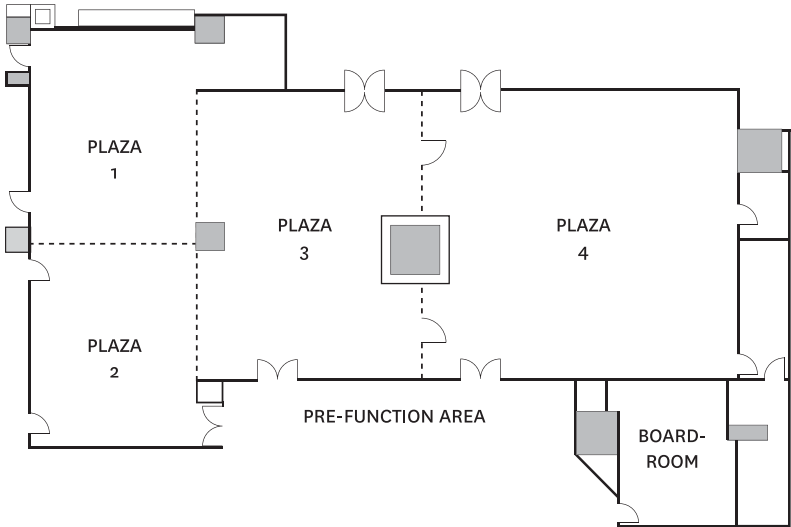 PLAZA
1
PLAZA
2
PLAZA
3
PLAZA
4
PRE-FUNCTION AREA
BOARD-
ROOM